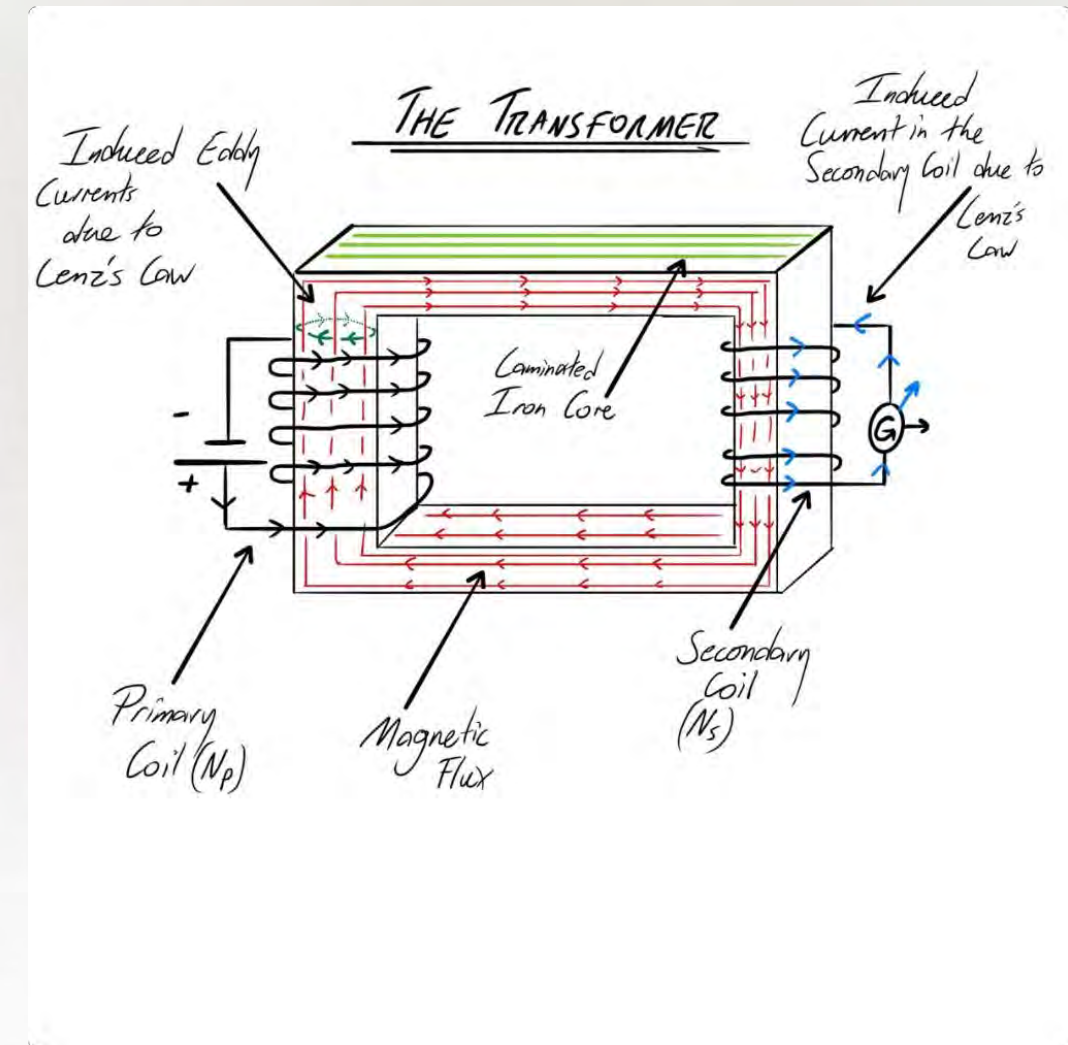 THE TRANSFORMER
Induced Eddy
Currents
due to
Lenz's Law
Induced
Current in the
Secondary Coil due to
Lenz's
Law
Laminated
Iron Core
-
+
G
Primary
Coil (Np)
Magnetic
Flux
Secondary
Coil
(Ns)